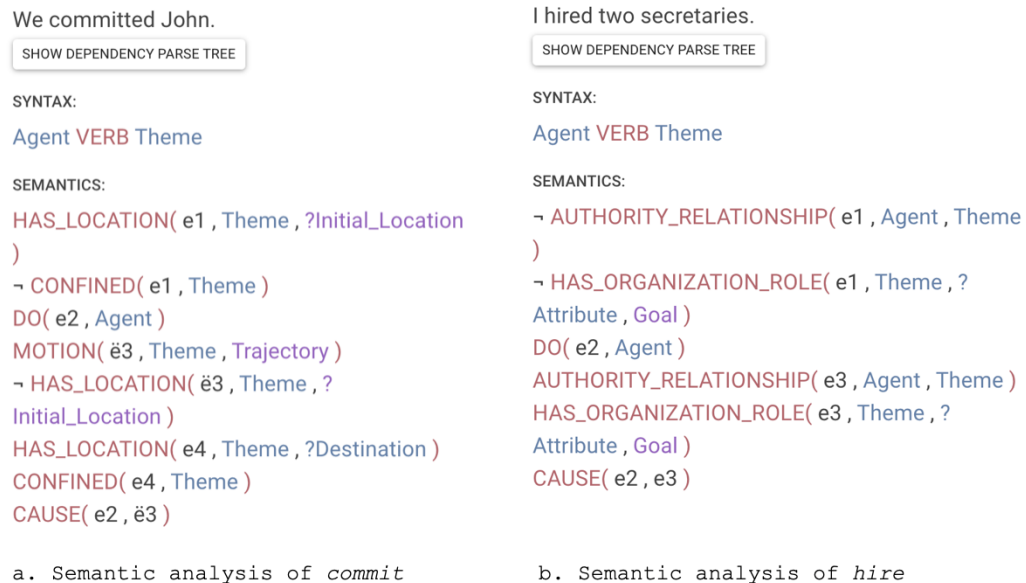 We committed John.
SHOW DEPENDENCY PARSE TREE
SYNTAX:
Agent VERB Theme
SEMANTICS:
HAS_LOCATION( e1 , Theme , ?Initial_Location
)
¬ CONFINED( e1 , Theme )
DO( e2 , Agent )
MOTION( ë3 , Theme , Trajectory )
¬ HAS_LOCATION( ë3 , Theme , ?
Initial_Location )
HAS_LOCATION( e4 , Theme , ?Destination )
CONFINED( e4 , Theme )
CAUSE( e2 , ë3 )
a. Semantic analysis of commit
I hired two secretaries.
SHOW DEPENDENCY PARSE TREE
SYNTAX:
Agent VERB Theme
SEMANTICS:
¬ AUTHORITY_RELATIONSHIP( e1 , Agent , Theme
)
¬ HAS_ORGANIZATION_ROLE( e1 , Theme , ?
Attribute , Goal )
DO( e2 , Agent )
AUTHORITY_RELATIONSHIP( e3 , Agent , Theme )
HAS_ORGANIZATION_ROLE( e3 , Theme , ?
Attribute , Goal )
CAUSE( e2 , e3 )
b. Semantic analysis of hire